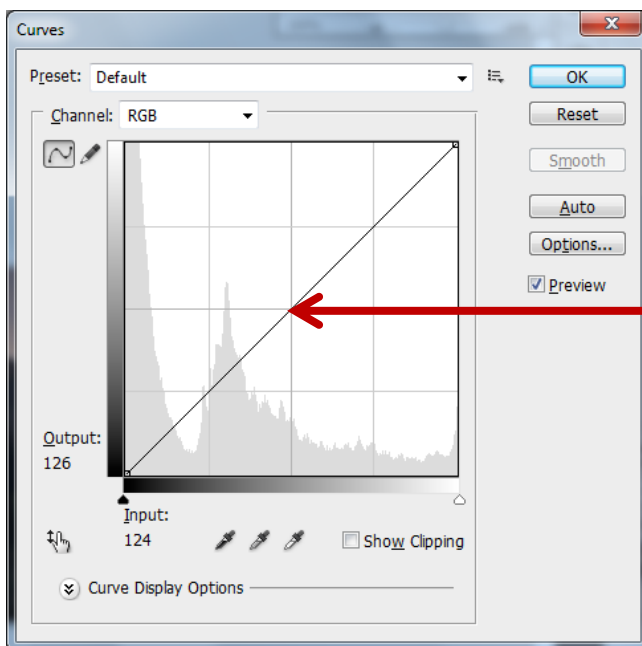 Curves
Preset: Default OK
Channel: RGB Reset
Smooth
Auto
Options...
Preview
Output:
126
Input:
124 Show Clipping
Curve Display Options